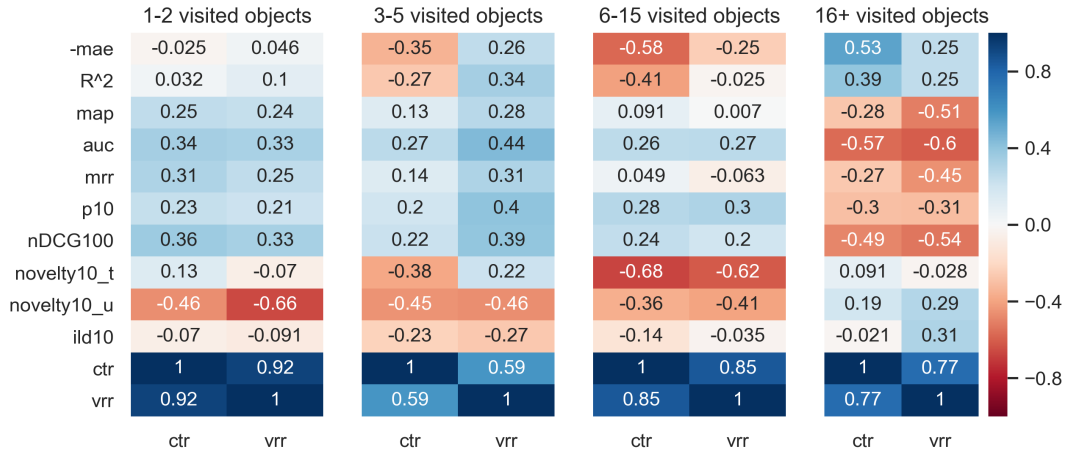 1-2 visited objects 3-5 visited objects 6-15 visited objects 16+ visited objects
-mae -0.025 0.046 -0.35 0.26 -0.58 -0.25 0.53 0.25
R^2 0.032 0.1 -0.27 0.34 -0.41 -0.025 0.39 0.25
map 0.25 0.24 0.13 0.28 0.091 0.007 -0.28 -0.51
auc 0.34 0.33 0.27 0.44 0.26 0.27 -0.57 -0.6
mrr 0.31 0.25 0.14 0.31 0.049 -0.063 -0.27 -0.45
p10 0.23 0.21 0.2 0.4 0.28 0.3 -0.3 -0.31
nDCG100 0.36 0.33 0.22 0.39 0.24 0.2 -0.49 -0.54
novelty10_t 0.13 -0.07 -0.38 0.22 -0.68 -0.62 0.091 -0.028
novelty10_u -0.46 -0.66 -0.45 -0.46 -0.36 -0.41 0.19 0.29
ild10 -0.07 -0.091 -0.23 -0.27 -0.14 -0.035 -0.021 0.31
ctr 1 0.92 1 0.59 1 0.85 1 0.77
vrr 0.92 1 0.59 1 0.85 1 0.77 1
ctr vrr ctr vrr ctr vrr ctr vrr
0.8
0.4
0.0
−0.4
−0.8